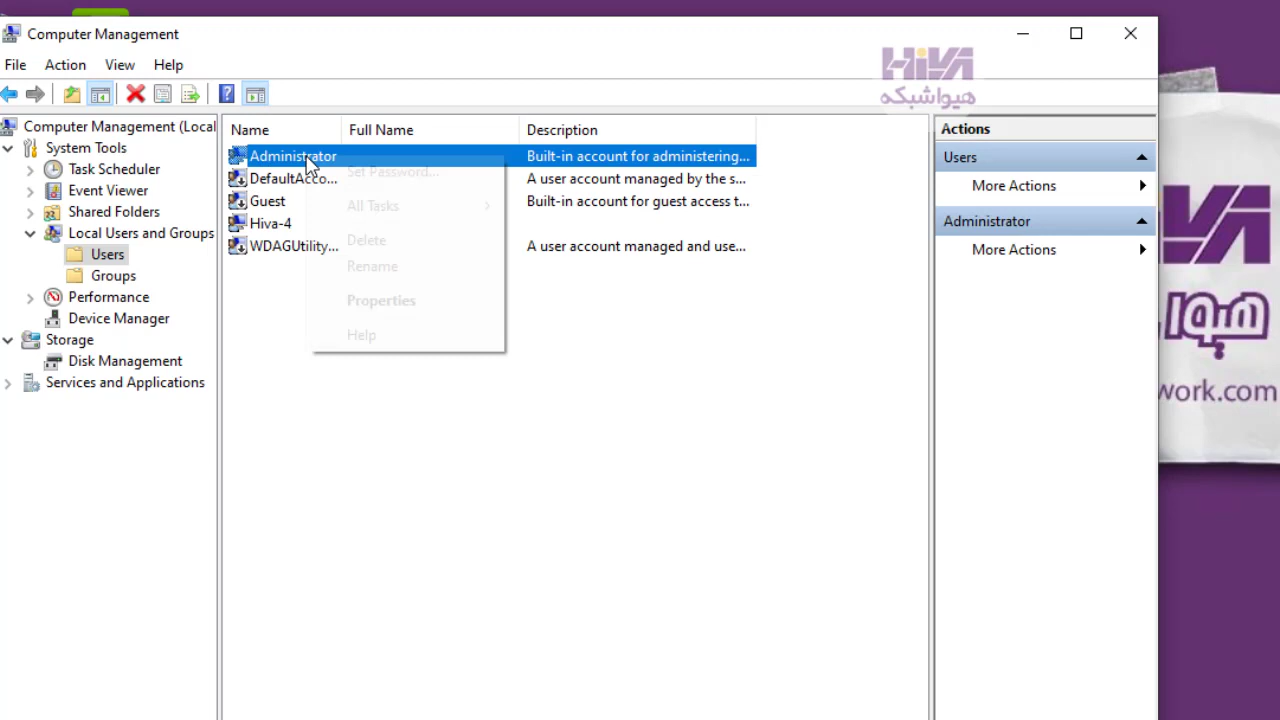 Computer Management
File Action View Help
HiVA
هیواشبکه
Computer Management (Local
System Tools
Task Scheduler
Event Viewer
Shared Folders
Local Users and Groups
Users
Groups
Performance
Device Manager
Storage
Disk Management
Services and Applications
Name Full Name Description
Administrator Built-in account for administering...
DefaultAcco... A user account managed by the s...
Guest Built-in account for guest access t...
Hiva-4
WDAGUtility... A user account managed and use...
Set Password...
All Tasks
Delete
Rename
Properties
Help
Actions
Users
More Actions
Administrator
More Actions
work.com